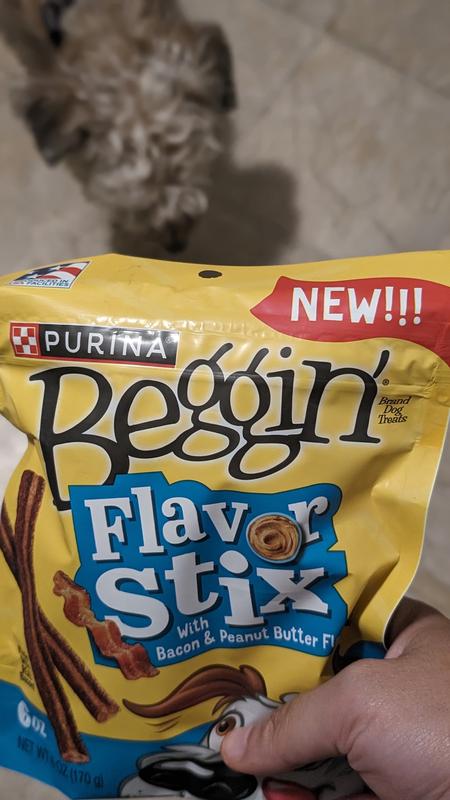 NEW!!!
PURINA
Beggin'®
Brand
Dog
Treats
Flavor
Stix
With
Bacon & Peanut Butter Fl
6 OZ
NET WT 6 OZ (170 g)